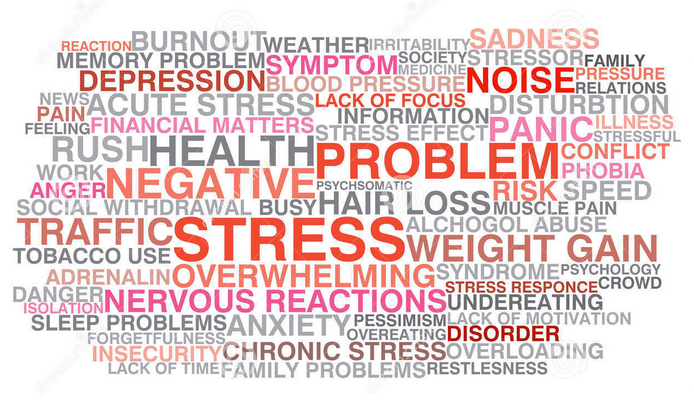 BURNOUT WEATHER IRRITABILITY SADNESS
REACTION
MEMORY PROBLEM SYMPTOM SOCIETY STRESSOR FAMILY
MEDICINE
DEPRESSION BLOOD PRESSURE NOISE PRESSURE
RELATIONS
NEWS ACUTE STRESS LACK OF FOCUS DISTURBTION
PAIN INFORMATION
FEELING FINANCIAL MATTERS STRESS EFFECT PANIC ILLNESS
STRESSFUL
RUSH HEALTH PROBLEM CONFLICT
WORK PHOBIA
ANGER NEGATIVE PSYCHSOMATIC RISK SPEED
SOCIAL WITHDRAWAL BUSY HAIR LOSS MUSCLE PAIN
TRAFFIC STRESS ALCHOGOL ABUSE
WEIGHT GAIN
TOBACCO USE
ADRENALIN OVERWHELMING SYNDROME PSYCHOLOGY
STRESS RESPONCE CROWD
DANGER NERVOUS REACTIONS UNDEREATING
ISOLATION
SLEEP PROBLEMS ANXIETY PESSIMISM LACK OF MOTIVATION
FORGETFULNESS OVEREATING DISORDER
INSECURITY CHRONIC STRESS OVERLOADING
LACK OF TIME FAMILY PROBLEMS RESTLESNESS